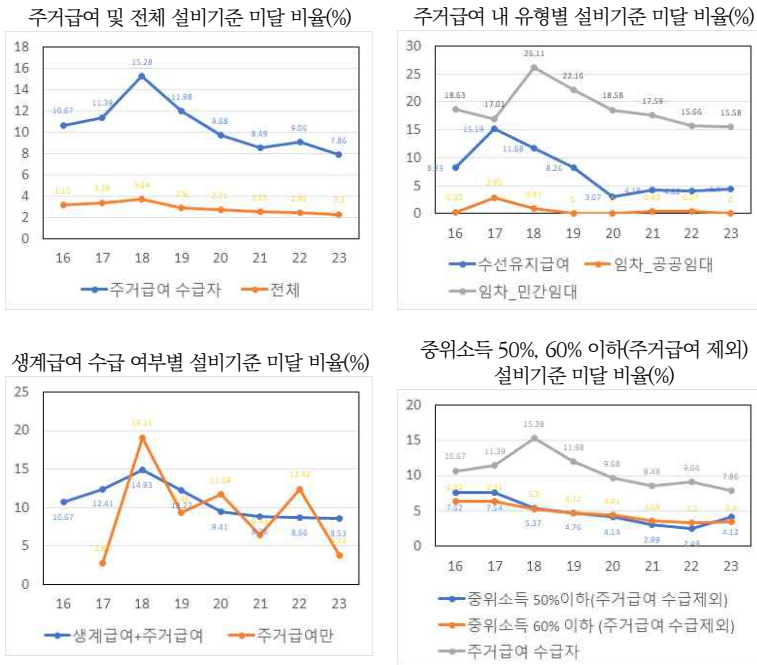 주거급여 및 전체 설비기준 미달 비율(%)
18
16
14
12
10
8
6
4
2
0
10.67 11.39 15.28 11.98 9.68 8.49 9.06 7.86
16 17 18 19 20 21 22 23
주거급여 수급자 전체
주거급여 내 유형별 설비기준 미달 비율(%)
30
25
20
15
10
5
0
18.63 17.01 26.11 22.16 18.58 17.59 15.66 15.58
8.23 15.19 11.68 8.26 3.07
16 17 18 19 20 21 22 23
수선유지급여 임차_공공임대
임차_민간임대
생계급여 수급 여부별 설비기준 미달 비율(%)
25
20
15
10
5
0
10.67 12.41 14.93 9.41 8.66 8.53
19.11 12.42
16 17 18 19 20 21 22 23
생계급여+주거급여 주거급여만
중위소득 50%, 60% 이하(주거급여 제외)
설비기준 미달 비율(%)
20
15
10
5
0
10.67 11.39 15.28 11.98 9.68 8.49 9.06 7.86
7.62 7.54 5.37 4.76 4.14 2.99 2.49 4.12
16 17 18 19 20 21 22 23
중위소득 50%이하(주거급여 수급제외)
중위소득 60% 이하 (주거급여 수급제외)
주거급여 수급자